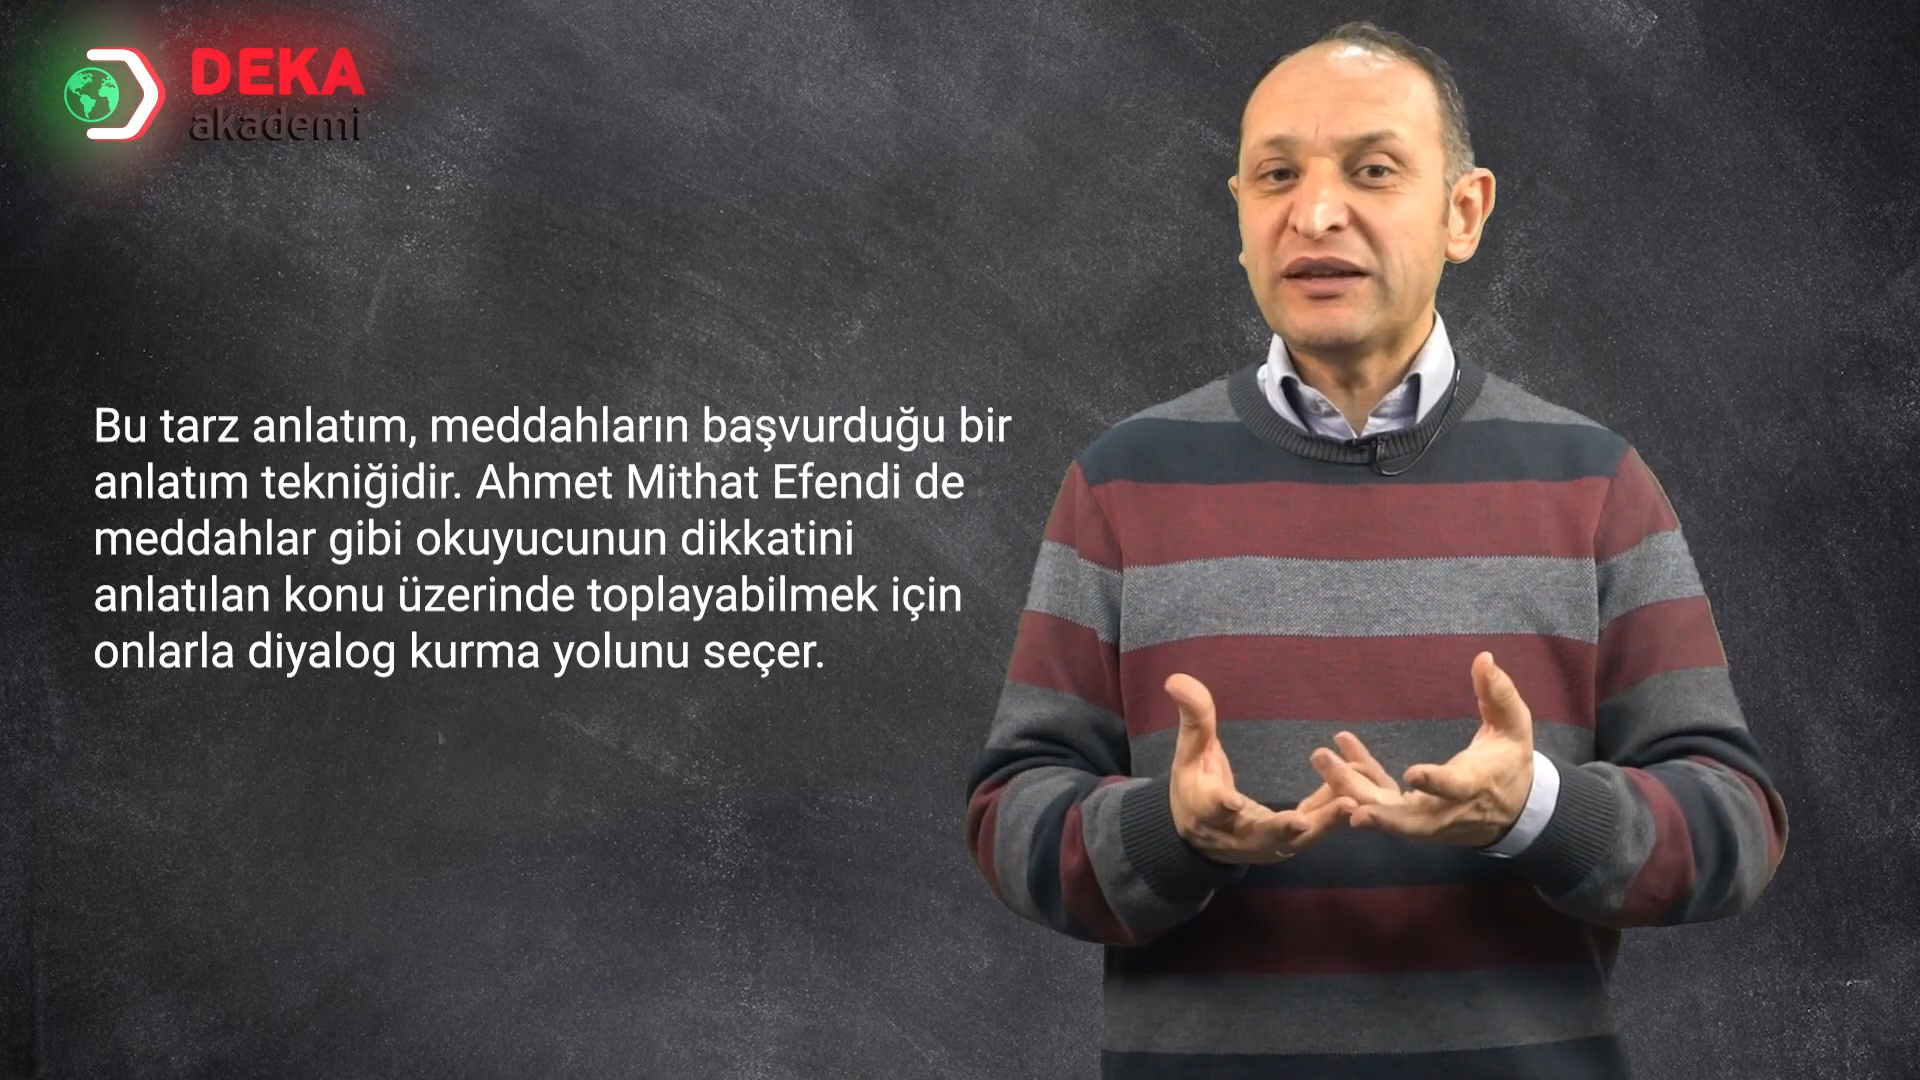 DEKA
akademi
Bu tarz anlatım, meddahların başvurduğu bir
anlatım tekniğidir. Ahmet Mithat Efendi de
meddahlar gibi okuyucunun dikkatini
anlatılan konu üzerinde toplayabilmek için
onlarla diyalog kurma yolunu seçer.